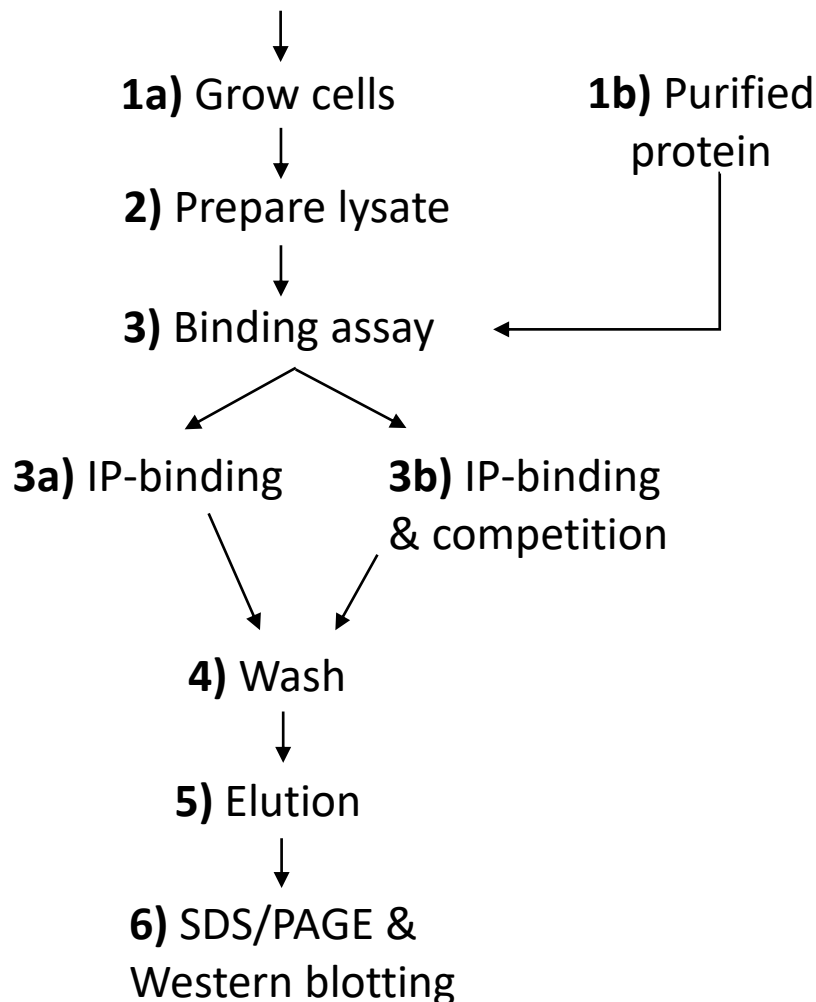 1a) Grow cells
1b) Purified
protein
2) Prepare lysate
3) Binding assay
3a) IP-binding
3b) IP-binding
& competition
4) Wash
5) Elution
6) SDS/PAGE &
Western blotting